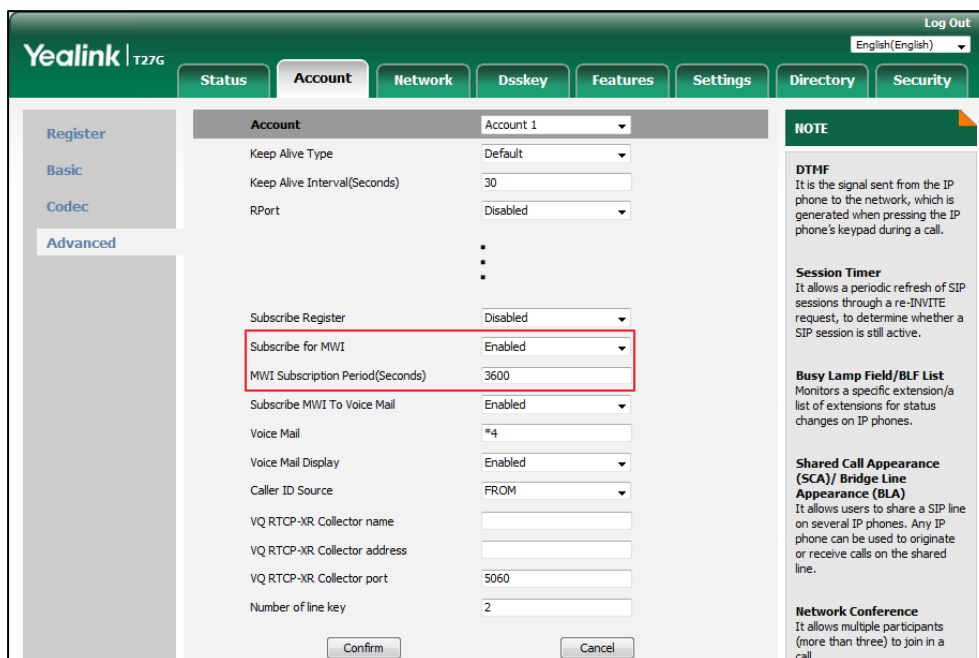 Log Out
Yealink T27G
English(English)
Status Account Network Dsskey Features Settings Directory Security
Register
Basic
Codec
Advanced
Account Account 1
Keep Alive Type Default
Keep Alive Interval(Seconds) 30
RPort Disabled
Subscribe Register Disabled
Subscribe for MWI Enabled
MWI Subscription Period(Seconds) 3600
Subscribe MWI To Voice Mail Enabled
Voice Mail *4
Voice Mail Display Enabled
Caller ID Source FROM
VQ RTCP-XR Collector name
VQ RTCP-XR Collector address
VQ RTCP-XR Collector port 5060
Number of line key 2
Confirm Cancel
NOTE
DTMF
It is the signal sent from the IP
phone to the network, which is
generated when pressing the IP
phone's keypad during a call.
Session Timer
It allows a periodic refresh of SIP
sessions through a re-INVITE
request, to determine whether a
SIP session is still active.
Busy Lamp Field/BLF List
Monitors a specific extension/a
list of extensions for status
changes on IP phones.
Shared Call Appearance
(SCA)/ Bridge Line
Appearance (BLA)
It allows users to share a SIP line
on several IP phones. Any IP
phone can be used to originate
or receive calls on the shared
line.
Network Conference
It allows multiple participants
(more than three) to join in a
call.